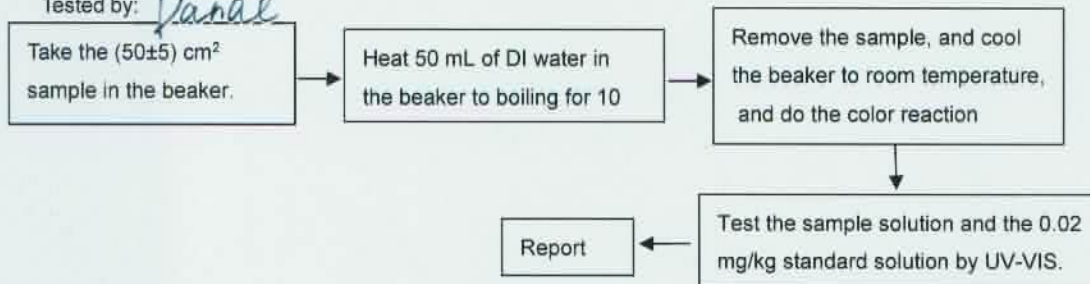 Tested by:
Take the (50±5) cm²
sample in the beaker.
Heat 50 mL of DI water in
the beaker to boiling for 10
Remove the sample, and cool
the beaker to room temperature,
and do the color reaction
Test the sample solution and the 0.02
mg/kg standard solution by UV-VIS.
Report